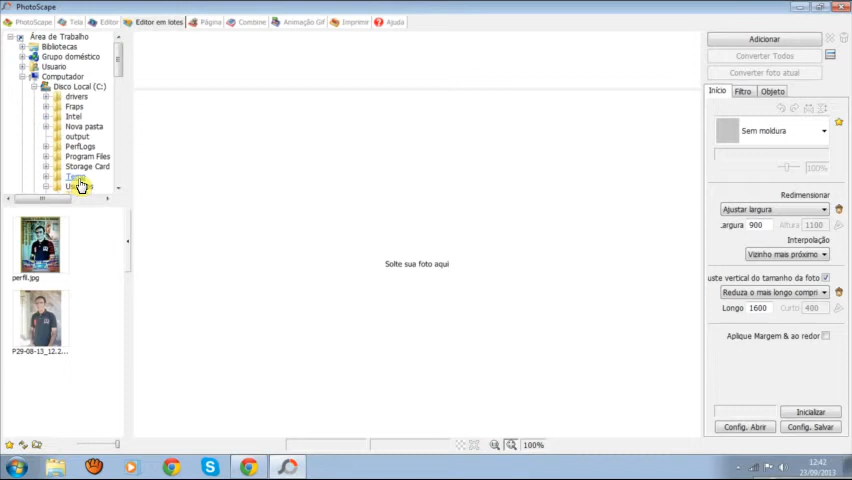 PhotoScape
PhotoScape Tela Editor Editor em lotes Página Combine Animação GIF Imprimir Ajuda
Área de Trabalho
Bibliotecas
Grupo doméstico
Usuario
Computador
Disco Local (C:)
drivers
Fraps
Intel
Nova pasta
output
PerfLogs
Program Files
Storage Card
perfil.jpg
P29-08-13_12.2...
Solte sua foto aqui
100%
Adicionar
Converter Todos
Converter foto atual
Início Filtro Objeto
Sem moldura
100%
Redimensionar
Ajustar largura
.argura 900 Altura 1100
Interpolação
Vizinho mais próximo
uste vertical do tamanho da foto
Reduza o mais longo compri
Longo 1600 Curto 400
Aplique Margem & ao redor
Inicializar
Config. Abrir Config. Salvar
12:42
23/09/2013